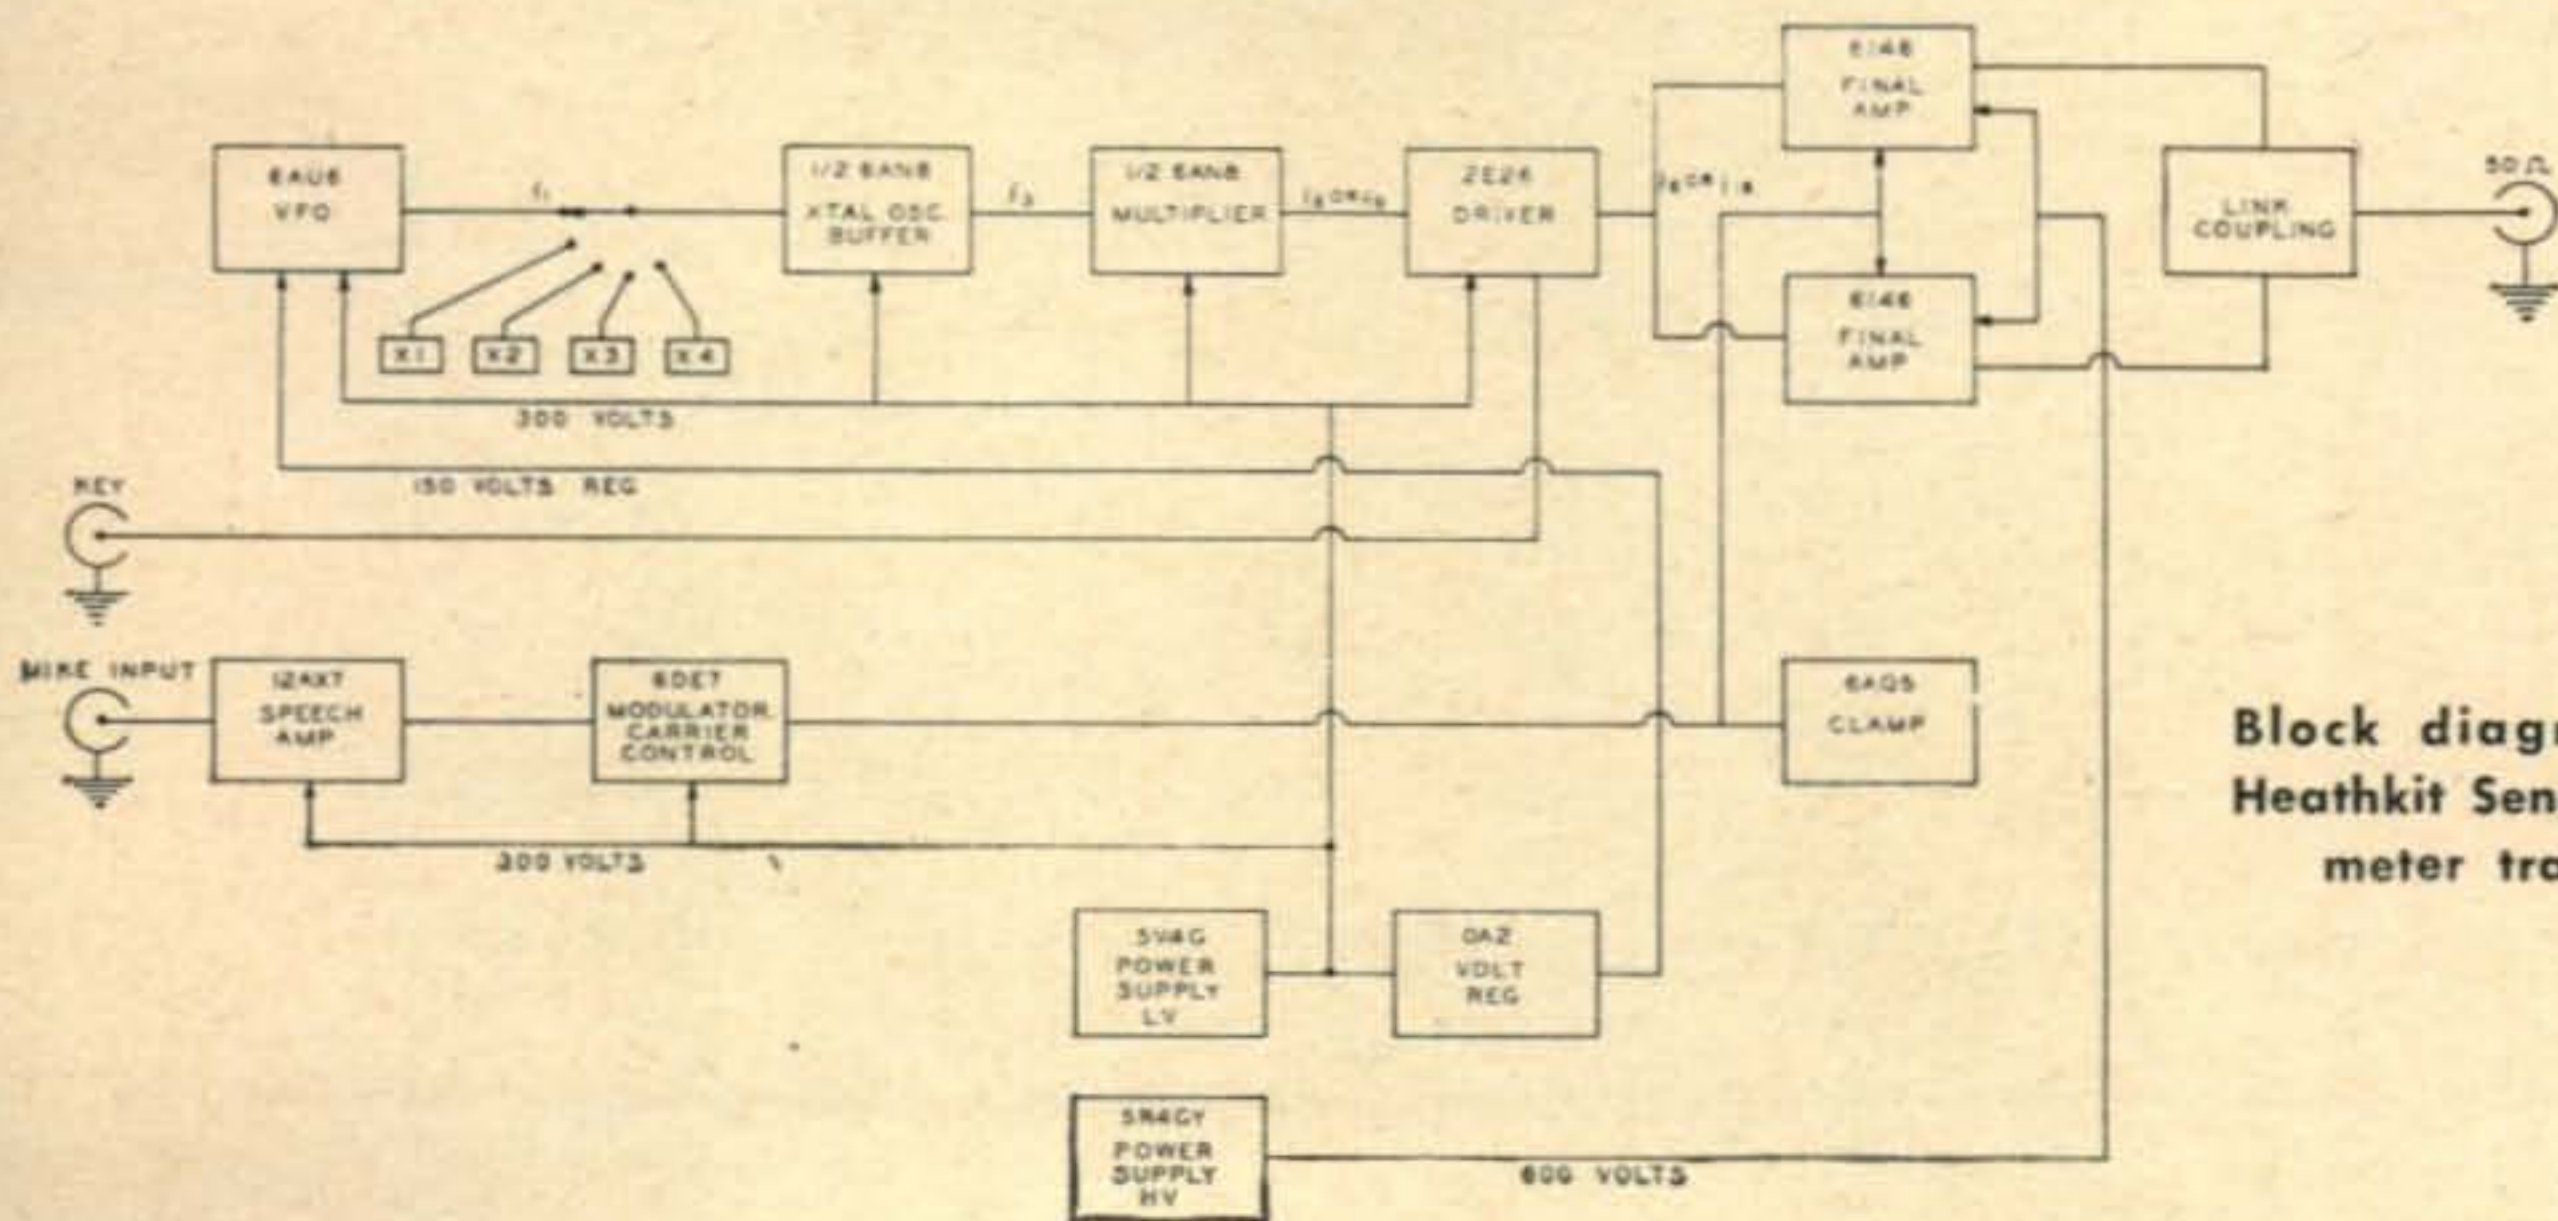 6146
FINAL
AMP
6AU6
VFO
f₁
1/2 6AN8
XTAL OSC.
BUFFER
f₃
1/2 6AN8
MULTIPLIER
2E26
DRIVER
LINK
COUPLING
50 Ω
X1
X2
X3
X4
6146
FINAL
AMP
300 VOLTS
150 VOLTS REG
KEY
MIKE INPUT
12AX7
SPEECH
AMP
6DE7
MODULATOR
CARRIER
CONTROL
6AQ5
CLAMP
300 VOLTS
5V4G
POWER
SUPPLY
LV
OA2
VOLT
REG
5R4GY
POWER
SUPPLY
HV
600 VOLTS
Block diag
Heathkit Sen
meter tra